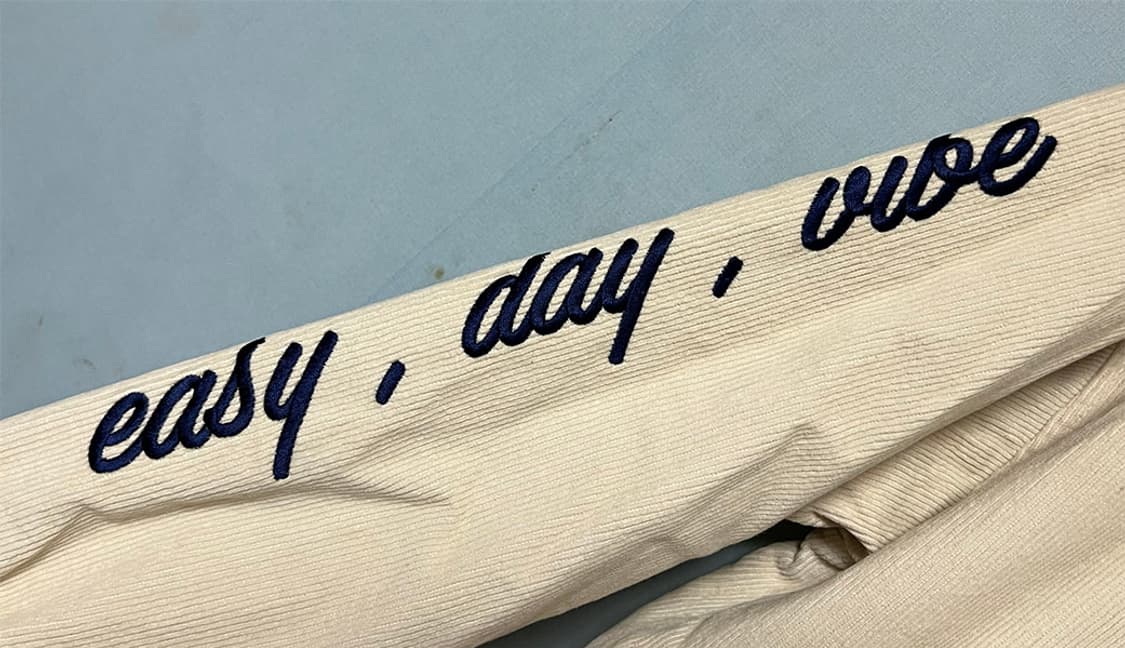 easy , day , vibe